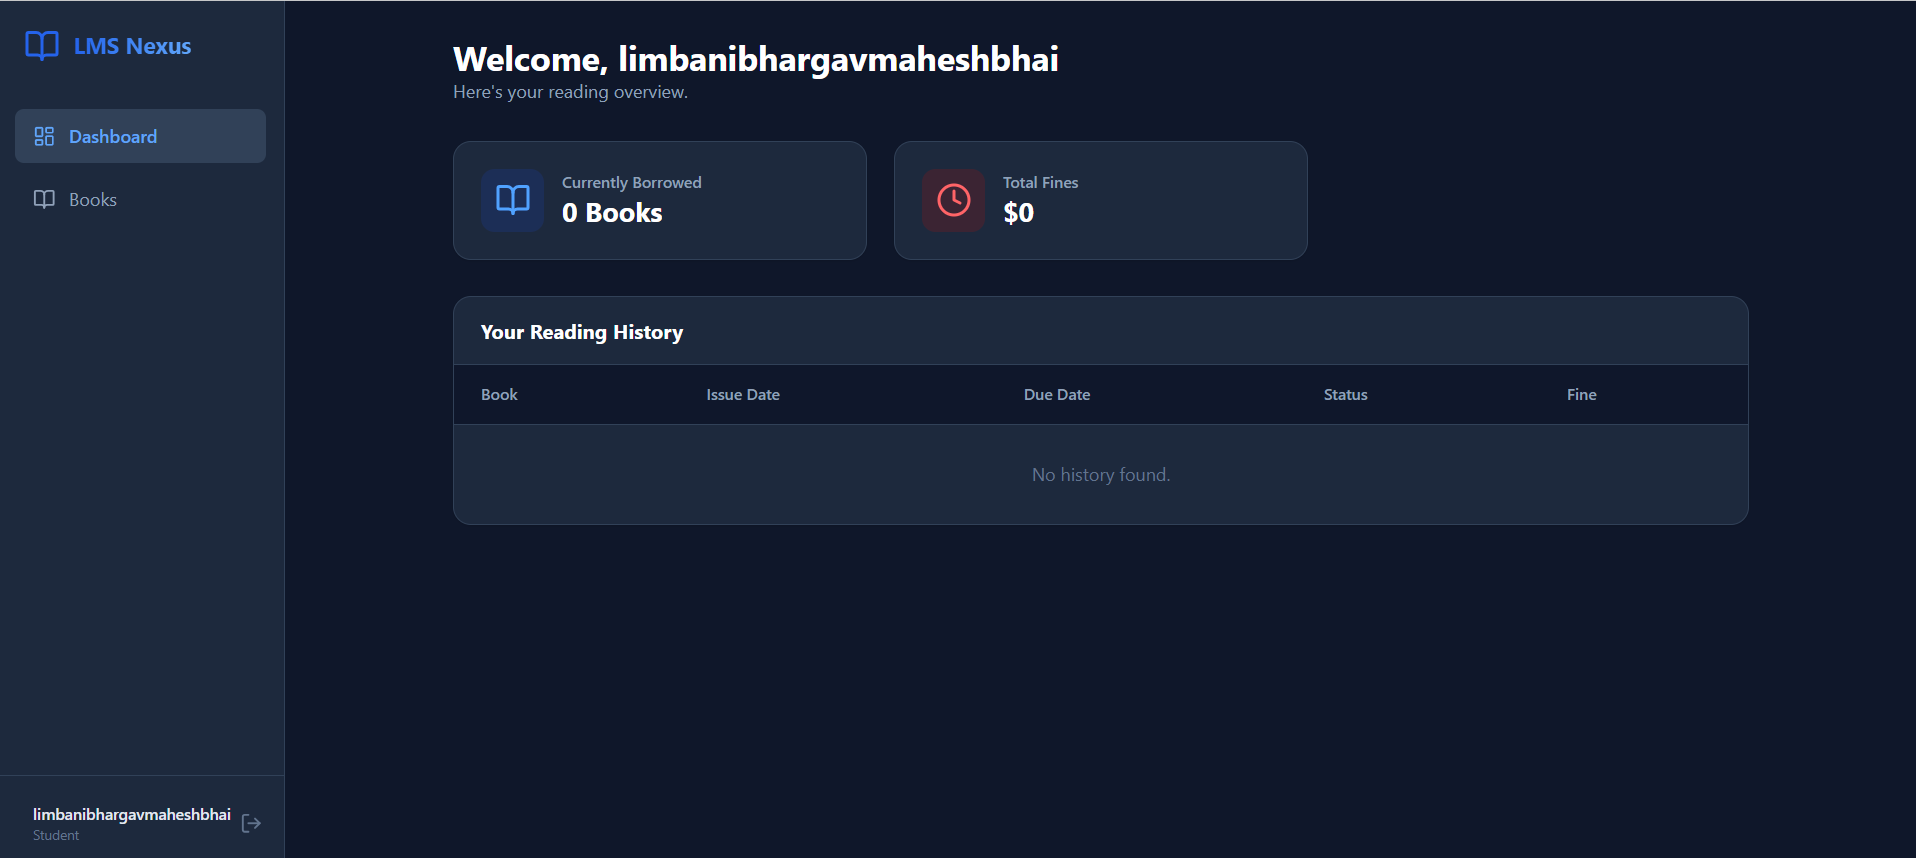 LMS Nexus
Dashboard
Books
limbanibhargavmaheshbhai
Student
Welcome, limbanibhargavmaheshbhai
Here's your reading overview.
Currently Borrowed
0 Books
Total Fines
$0
Your Reading History
Book Issue Date Due Date Status Fine
No history found.